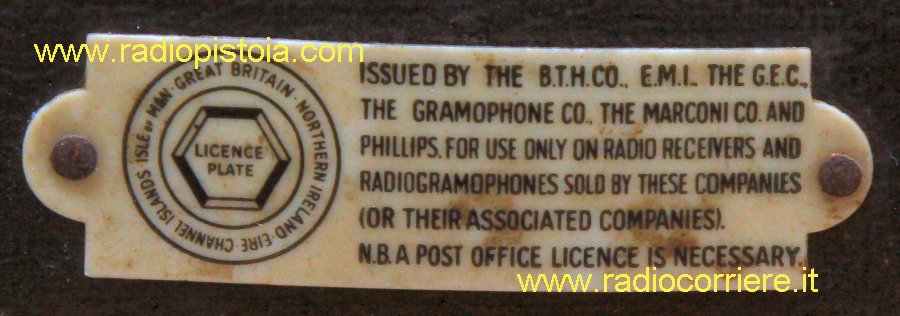 www.radiopistoia.com
ISLE OF MAN · GREAT BRITAIN · NORTHERN IRELAND · EIRE · CHANNEL ISLANDS
LICENCE
PLATE
ISSUED BY THE B.T.H.CO., E.M.I., THE G.E.C.,
THE GRAMOPHONE CO., THE MARCONI CO. AND
PHILLIPS. FOR USE ONLY ON RADIO RECEIVERS AND
RADIOGRAMOPHONES SOLD BY THESE COMPANIES
(OR THEIR ASSOCIATED COMPANIES).
N.B. A POST OFFICE LICENCE IS NECESSARY.
www.radiocorriere.it